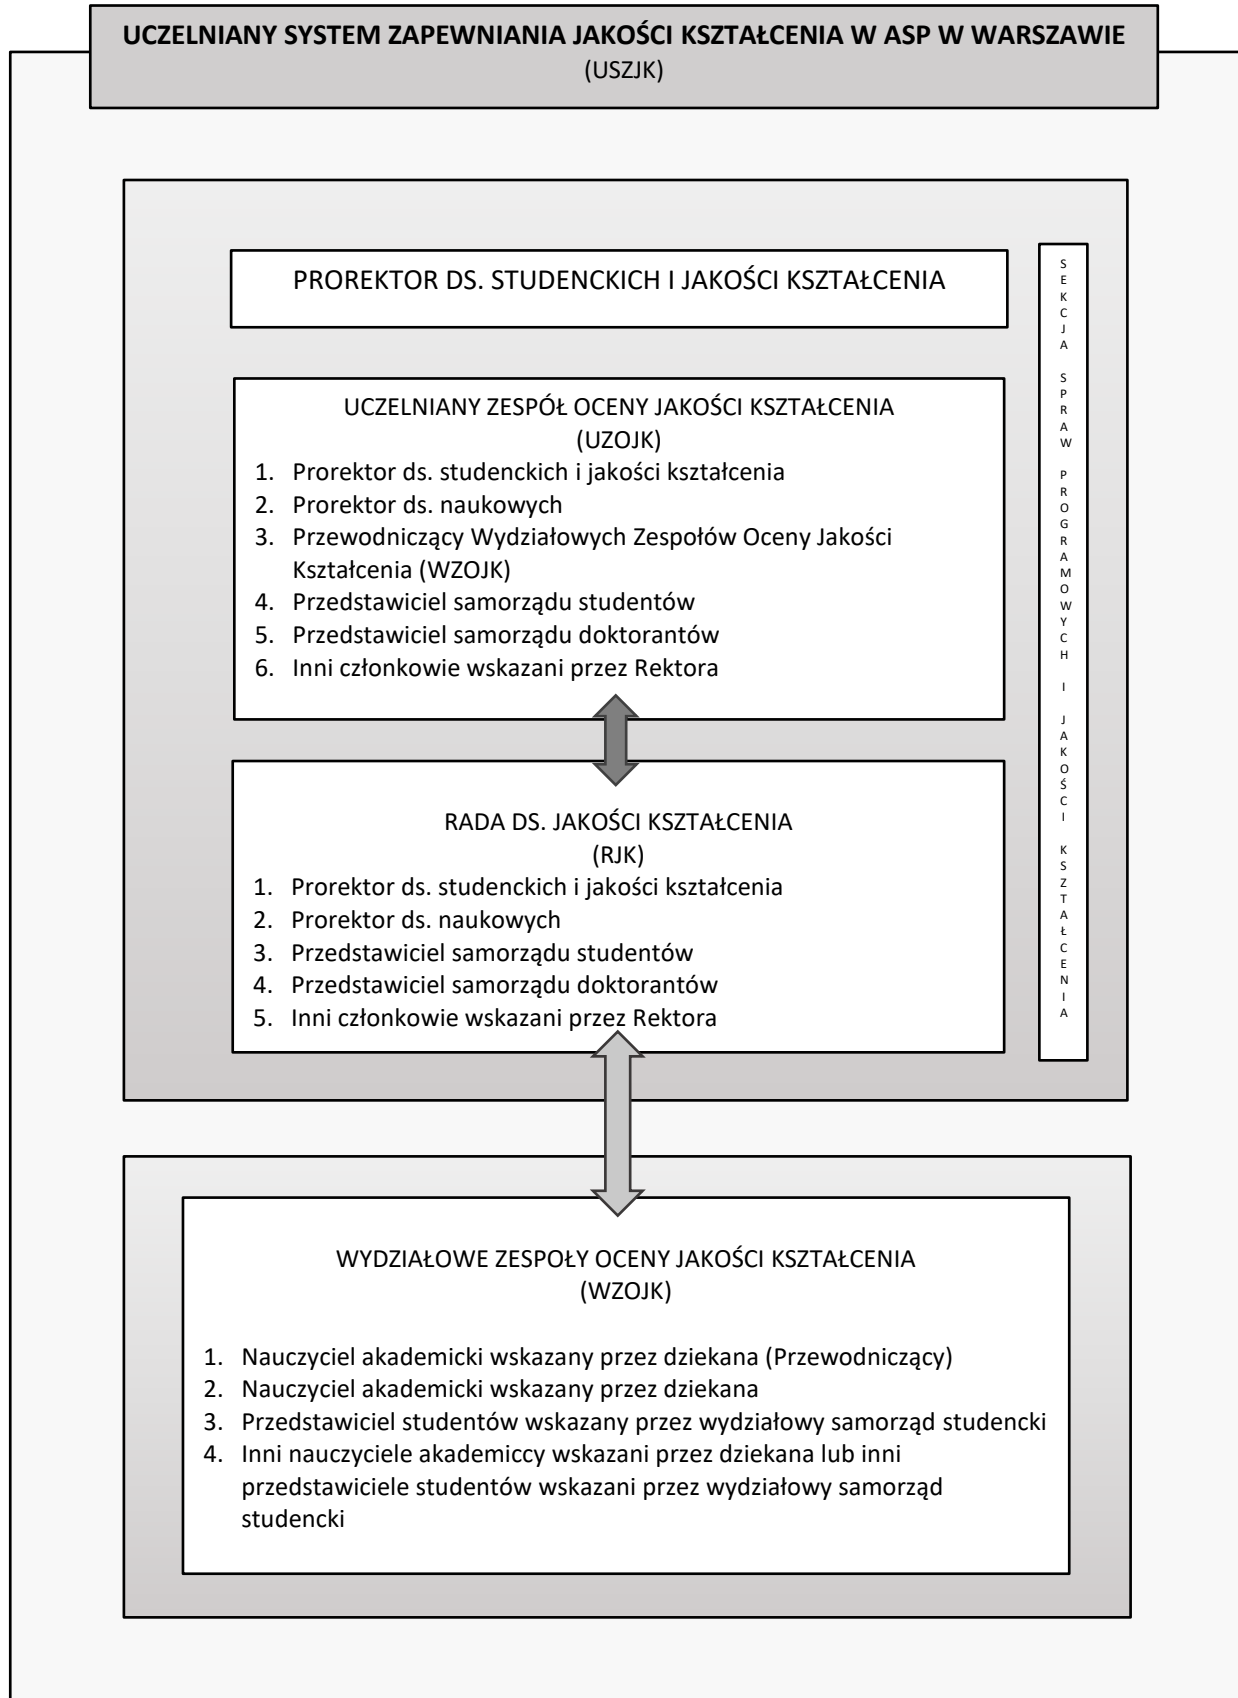 UCZELNIANY SYSTEM ZAPEWNIANIA JAKOŚCI KSZTAŁCENIA W ASP W WARSZAWIE
(USZJK)
PROREKTOR DS. STUDENCKICH I JAKOŚCI KSZTAŁCENIA
UCZELNIANY ZESPÓŁ OCENY JAKOŚCI KSZTAŁCENIA
(UZOJK)
1. Prorektor ds. studenckich i jakości kształcenia
2. Prorektor ds. naukowych
3. Przewodniczący Wydziałowych Zespołów Oceny Jakości
Kształcenia (WZOJK)
4. Przedstawiciel samorządu studentów
5. Przedstawiciel samorządu doktorantów
6. Inni członkowie wskazani przez Rektora
RADA DS. JAKOŚCI KSZTAŁCENIA
(RJK)
1. Prorektor ds. studenckich i jakości kształcenia
2. Prorektor ds. naukowych
3. Przedstawiciel samorządu studentów
4. Przedstawiciel samorządu doktorantów
5. Inni członkowie wskazani przez Rektora
SEKCJA SPRAW PROGRAMOWYCH I JAKOŚCI KSZTAŁCENIA
WYDZIAŁOWE ZESPOŁY OCENY JAKOŚCI KSZTAŁCENIA
(WZOJK)
1. Nauczyciel akademicki wskazany przez dziekana (Przewodniczący)
2. Nauczyciel akademicki wskazany przez dziekana
3. Przedstawiciel studentów wskazany przez wydziałowy samorząd studencki
4. Inni nauczyciele akademiccy wskazani przez dziekana lub inni
przedstawiciele studentów wskazani przez wydziałowy samorząd
studencki